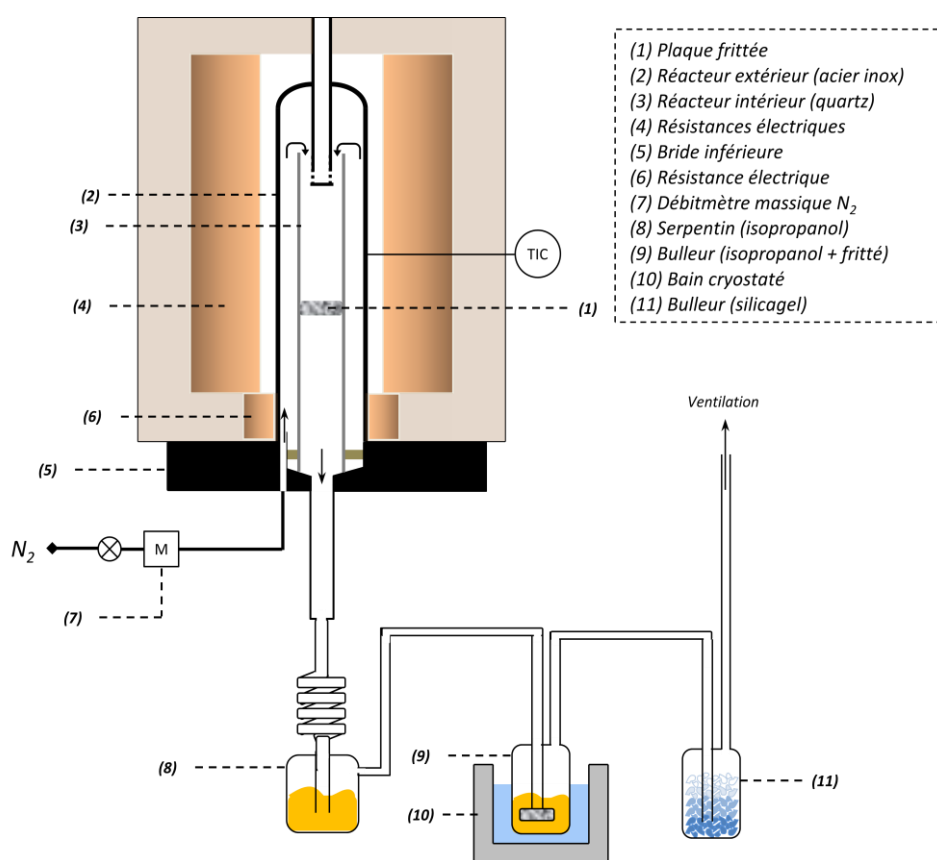 (1) Plaque frittée
(2) Réacteur extérieur (acier inox)
(3) Réacteur intérieur (quartz)
(4) Résistances électriques
(5) Bride inférieure
(6) Résistance électrique
(7) Débitmètre massique N2
(8) Serpentin (isopropanol)
(9) Bulleur (isopropanol + fritté)
(10) Bain cryostaté
(11) Bulleur (silicagel)
(2)
(3)
TIC
(4)
(1)
(6)
Ventilation
(5)
N2
M
(7)
(8)
(9)
(10)
(11)